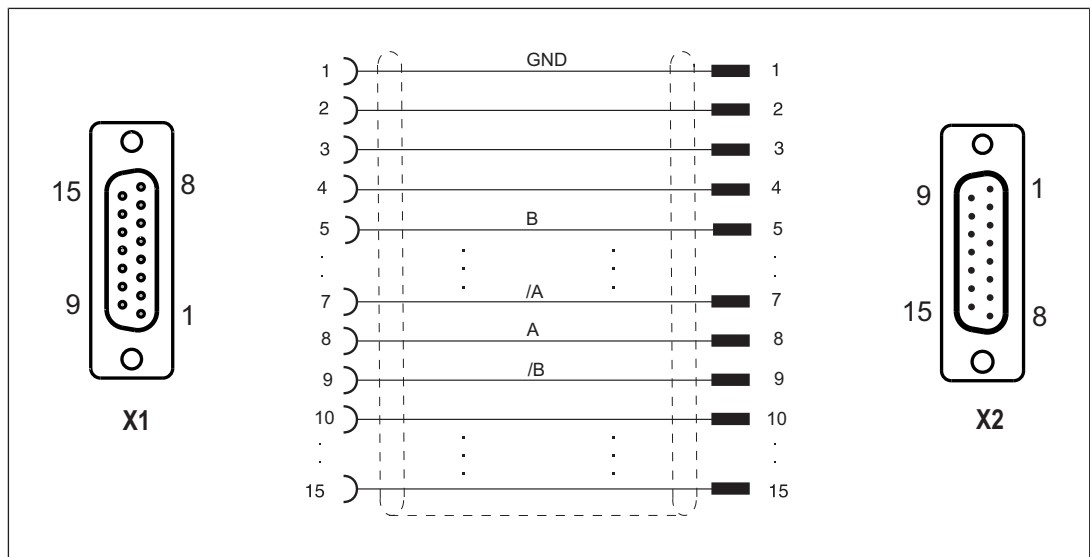 1 GND 1
2 2
3 3
4 4
5 B 5
. .
. .
7 /A 7
8 A 8
9 /B 9
10 10
. .
. .
15 15
15 8
9 1
X1
9 1
15 8
X2